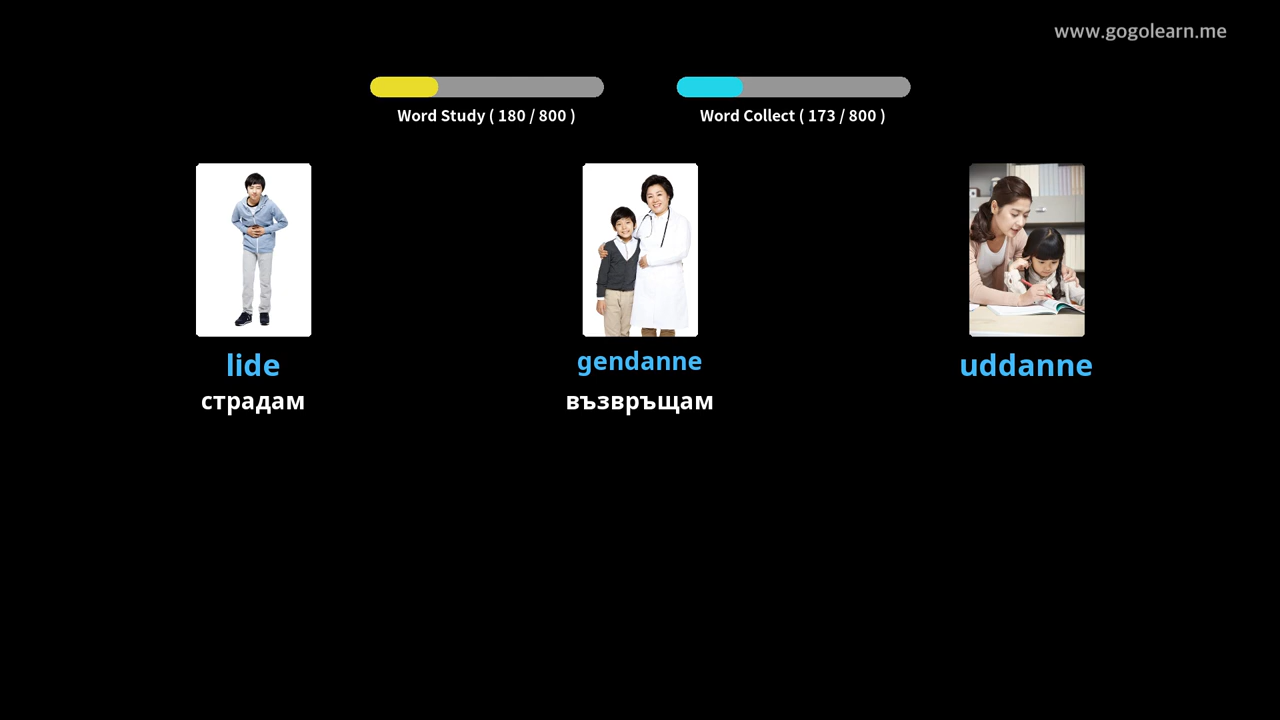 www.gogolearn.me
Word Study ( 180 / 800 )
Word Collect ( 173 / 800 )
lide
gendanne
uddanne
страдам
възвръщам